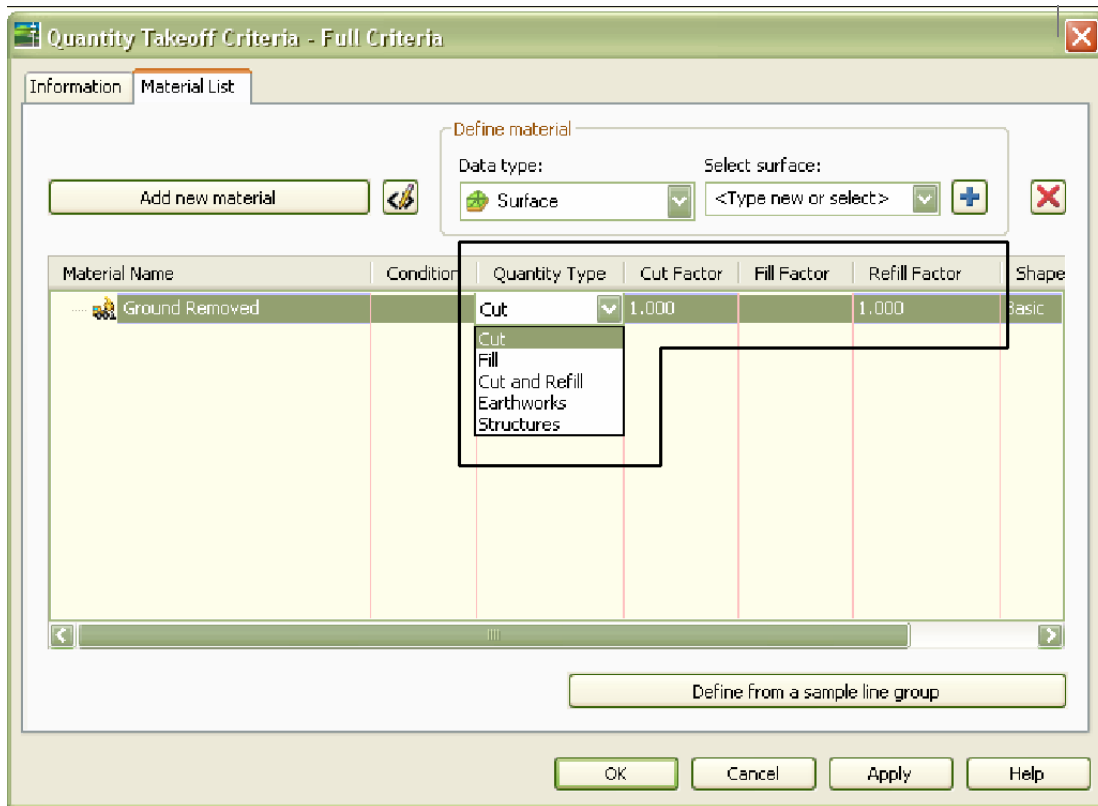 Quantity Takeoff Criteria - Full Criteria
Information Material List
Define material
Data type: Select surface:
Add new material Surface <Type new or select>
Material Name Condition Quantity Type Cut Factor Fill Factor Refill Factor Shape
Ground Removed Cut 1.000 1.000 Basic
Cut
Fill
Cut and Refill
Earthworks
Structures
Define from a sample line group
OK Cancel Apply Help